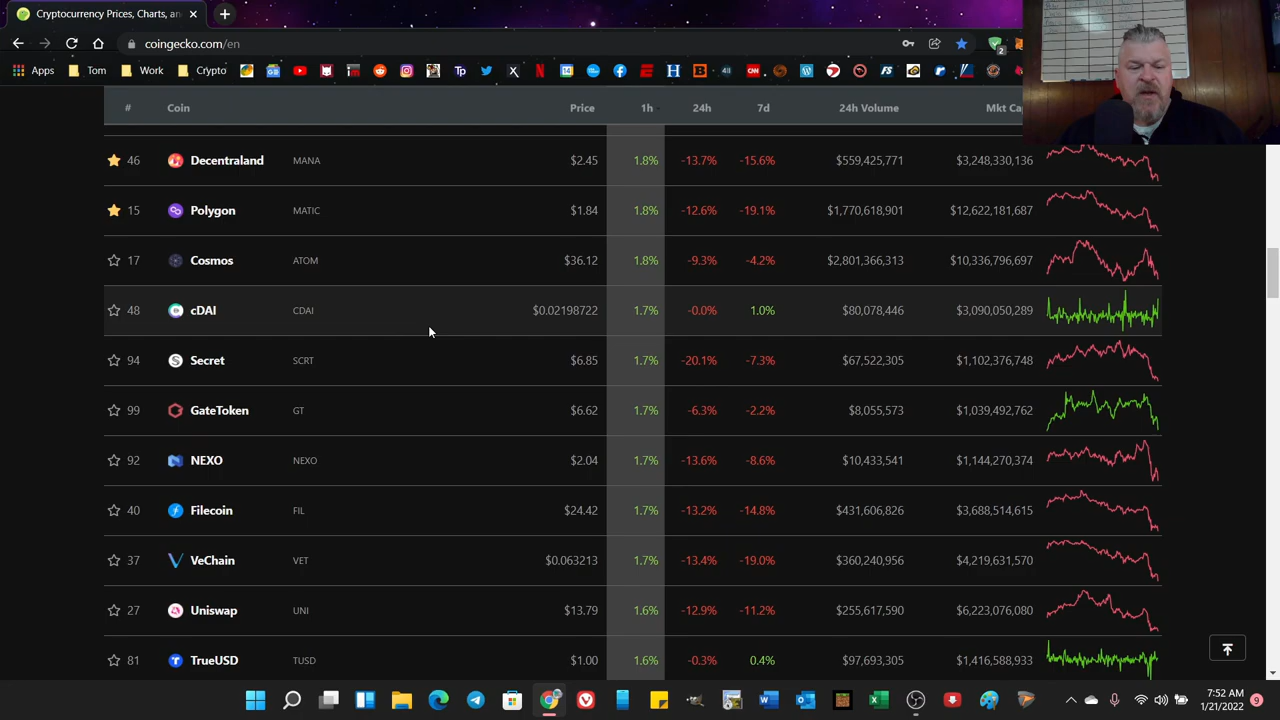 Cryptocurrency Prices, Charts, an
coingecko.com/en
Apps Tom Work Crypto
# Coin Price 1h 24h 7d 24h Volume Mkt Ca
46 Decentraland MANA $2.45 1.8% -13.7% -15.6% $559,425,771 $3,248,330,136
15 Polygon MATIC $1.84 1.8% -12.6% -19.1% $1,770,618,901 $12,622,181,687
17 Cosmos ATOM $36.12 1.8% -9.3% -4.2% $2,801,366,313 $10,336,796,697
48 cDAI CDAI $0.02198722 1.7% -0.0% 1.0% $80,078,446 $3,090,050,289
94 Secret SCRT $6.85 1.7% -20.1% -7.3% $67,522,305 $1,102,376,748
99 GateToken GT $6.62 1.7% -6.3% -2.2% $8,055,573 $1,039,492,762
92 NEXO NEXO $2.04 1.7% -13.6% -8.6% $10,433,541 $1,144,270,374
40 Filecoin FIL $24.42 1.7% -13.2% -14.8% $431,606,826 $3,688,514,615
37 VeChain VET $0.063213 1.7% -13.4% -19.0% $360,240,956 $4,219,631,570
27 Uniswap UNI $13.79 1.6% -12.9% -11.2% $255,617,590 $6,223,076,080
81 TrueUSD TUSD $1.00 1.6% -0.3% 0.4% $97,693,305 $1,416,588,933
7:52 AM
1/21/2022
9